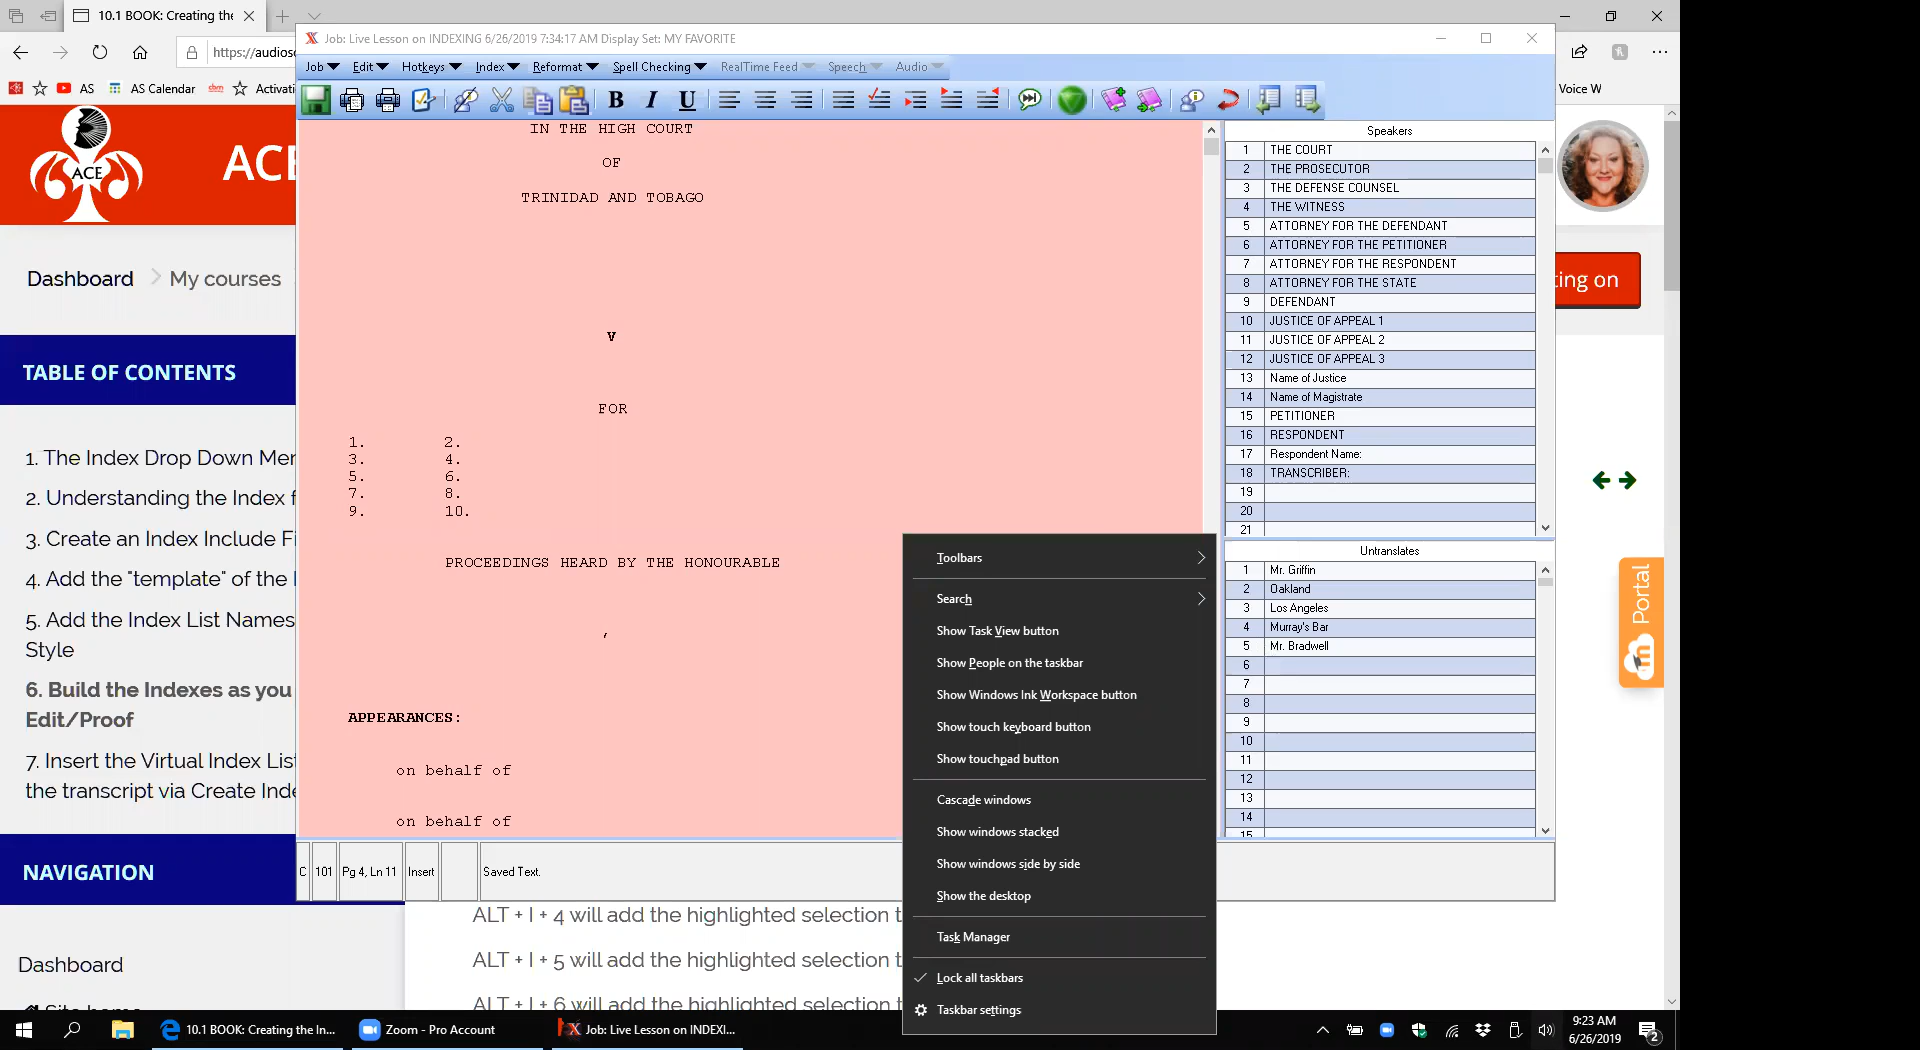 10.1 BOOK: Creating the
https://audiosc
AS
AS Calendar
sbm
Activati
Voice W
Job: Live Lesson on INDEXING 6/26/2019 7:34:17 AM Display Set: MY FAVORITE
Job Edit Hotkeys Index Reformat Spell Checking RealTime Feed Speech Audio
B I U
ACE
ACE
Dashboard
My courses
ting on
TABLE OF CONTENTS
1. The Index Drop Down Men
2. Understanding the Index f
3. Create an Index Include Fi
4. Add the "template" of the I
5. Add the Index List Names
Style
6. Build the Indexes as you
Edit/Proof
7. Insert the Virtual Index List
the transcript via Create Inde
NAVIGATION
Dashboard
Site home
IN THE HIGH COURT
OF
TRINIDAD AND TOBAGO
V
FOR
1. 2.
3. 4.
5. 6.
7. 8.
9. 10.
PROCEEDINGS HEARD BY THE HONOURABLE
,
APPEARANCES:
on behalf of
on behalf of
C 101 Pg 4, Ln 11 Insert Saved Text.
ALT + I + 4 will add the highlighted selection t
ALT + I + 5 will add the highlighted selection t
ALT + I + 6 will add the highlighted selection t
Speakers
1 THE COURT
2 THE PROSECUTOR
3 THE DEFENSE COUNSEL
4 THE WITNESS
5 ATTORNEY FOR THE DEFENDANT
6 ATTORNEY FOR THE PETITIONER
7 ATTORNEY FOR THE RESPONDENT
8 ATTORNEY FOR THE STATE
9 DEFENDANT
10 JUSTICE OF APPEAL 1
11 JUSTICE OF APPEAL 2
12 JUSTICE OF APPEAL 3
13 Name of Justice
14 Name of Magistrate
15 PETITIONER
16 RESPONDENT
17 Respondent Name:
18 TRANSCRIBER:
19
20
21
Untranslates
1 Mr. Griffin
2 Oakland
3 Los Angeles
4 Murray's Bar
5 Mr. Bradwell
6
7
8
9
10
11
12
13
14
15
Portal
Toolbars
Search
Show Task View button
Show People on the taskbar
Show Windows Ink Workspace button
Show touch keyboard button
Show touchpad button
Cascade windows
Show windows stacked
Show windows side by side
Show the desktop
Task Manager
Lock all taskbars
Taskbar settings
10.1 BOOK: Creating the In...
Zoom - Pro Account
Job: Live Lesson on INDEXI...
9:23 AM
6/26/2019
2